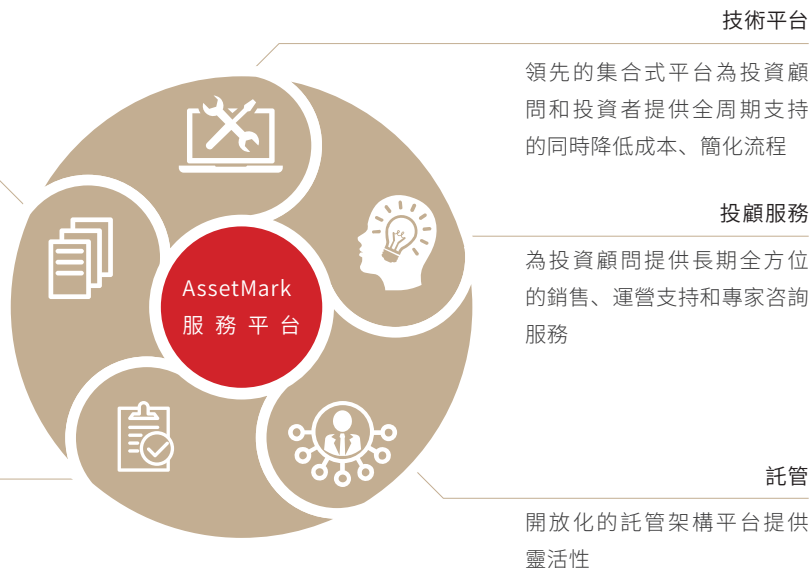 技術平台
領先的集合式平台為投資顧
問和投資者提供全周期支持
的同時降低成本、簡化流程
投顧服務
為投資顧問提供長期全方位
的銷售、運營支持和專家咨詢
服務
AssetMark
服務平台
託管
開放化的託管架構平台提供
靈活性